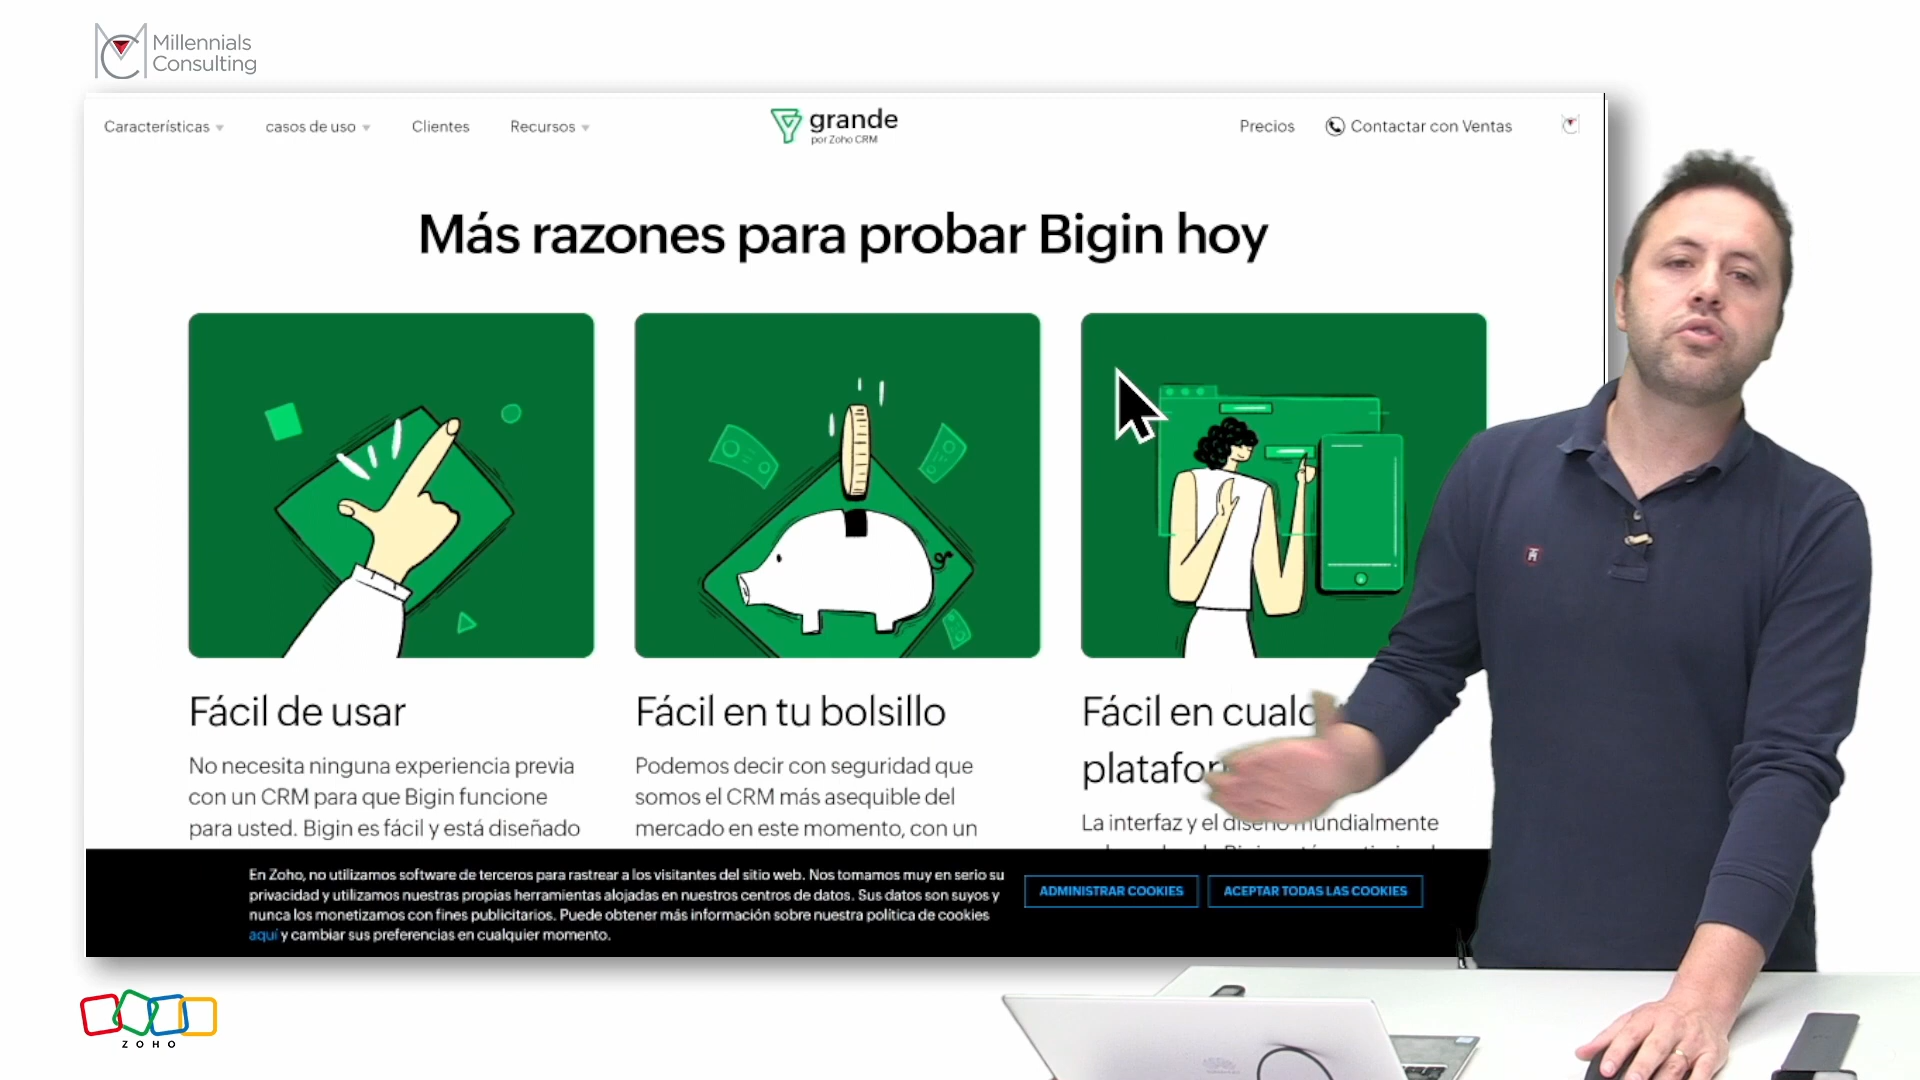 Millennials
Consulting
Características
casos de uso
Clientes
Recursos
grande
por Zoho CRM
Precios
Contactar con Ventas
Más razones para probar Bigin hoy
Fácil de usar
No necesita ninguna experiencia previa
con un CRM para que Bigin funcione
para usted. Bigin es fácil y está diseñado
Fácil en tu bolsillo
Podemos decir con seguridad que
somos el CRM más asequible del
mercado en este momento, con un
Fácil en
La interfaz y el diseño mundialmente
En Zoho, no utilizamos software de terceros para rastrear a los visitantes del sitio web. Nos tomamos muy en serio su
privacidad y utilizamos nuestras propias herramientas alojadas en nuestros centros de datos. Sus datos son suyos y
nunca los monetizamos con fines publicitarios. Puede obtener más información sobre nuestra política de cookies
aquí y cambiar sus preferencias en cualquier momento.
ADMINISTRAR COOKIES
ACEPTAR TODAS LAS COOKIES
ZOHO